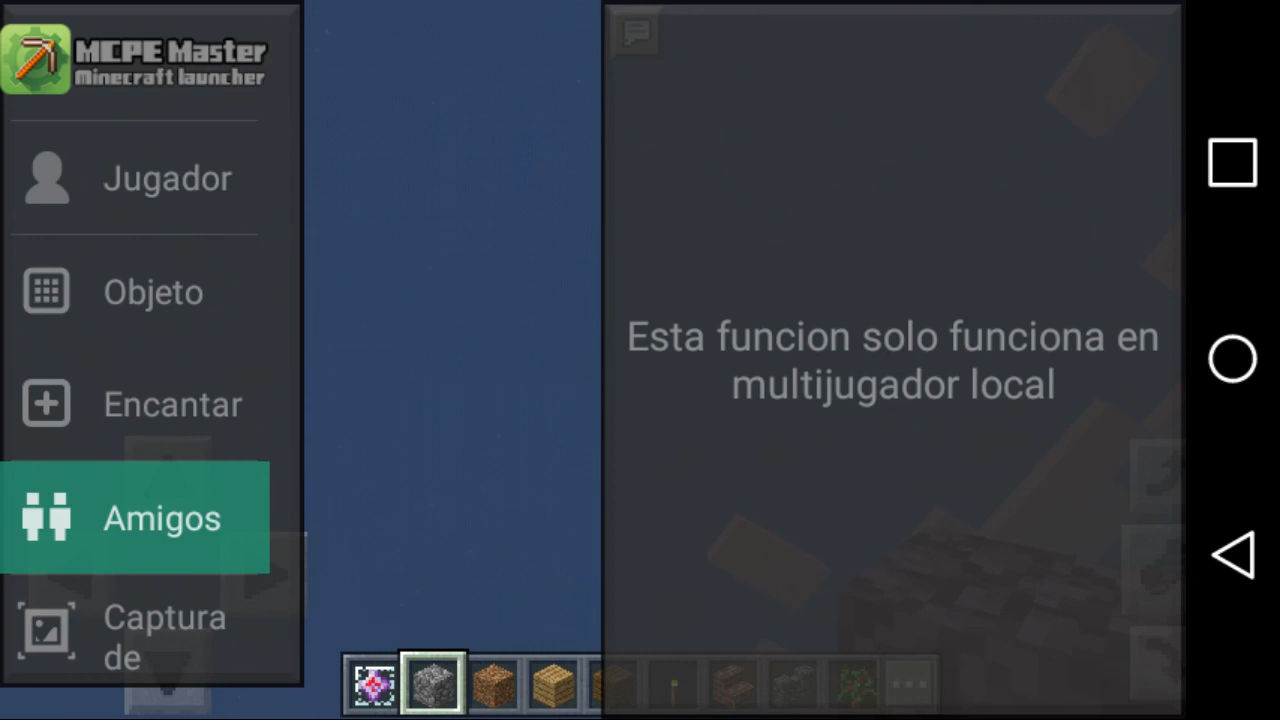 MCPE Master
Minecraft launcher
Jugador
Objeto
Encantar
Amigos
Captura
de
Esta funcion solo funciona en
multijugador local